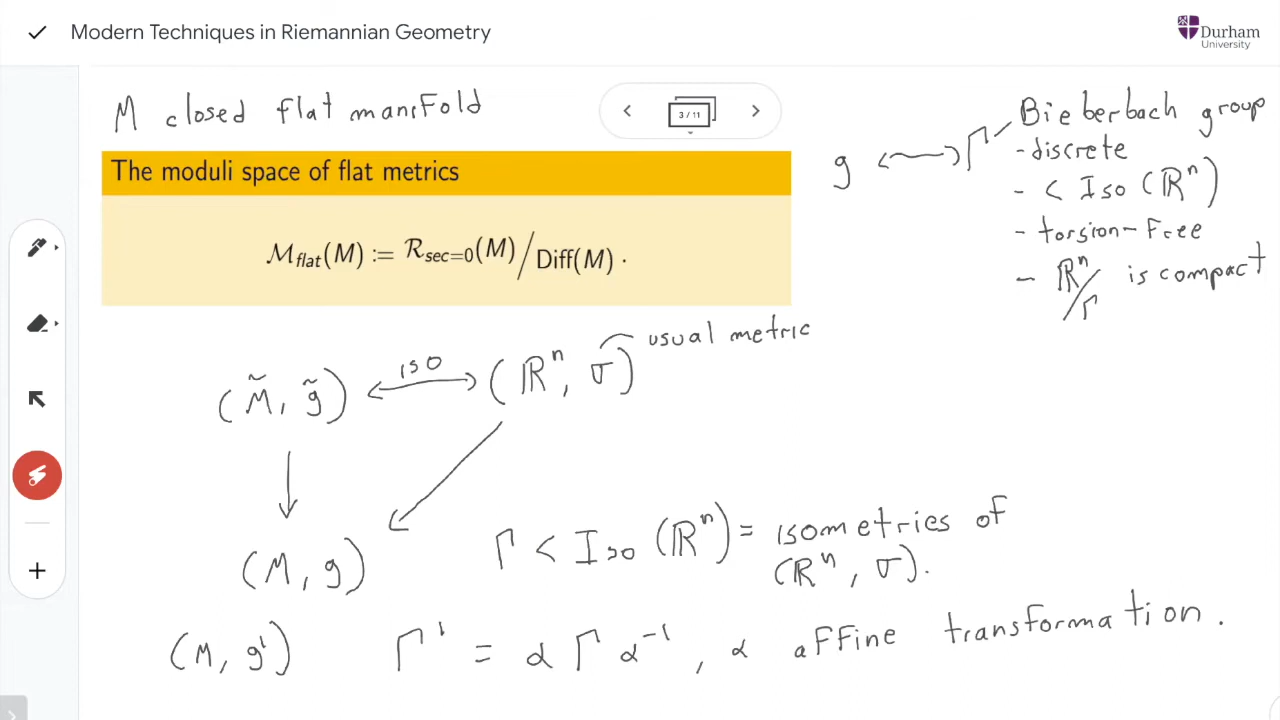 Modern Techniques in Riemannian Geometry
Durham
University
M closed flat manifold
3 / 11
The moduli space of flat metrics
ℳ_flat(M) := ℛ_sec=0(M) / Diff(M) .
g ⟷ Γ
Bieberbach group
- discrete
- < Iso (ℝⁿ)
- torsion-free
- ℝⁿ/Γ is compact
(M̃, g̃) ⟷ (ℝⁿ, σ) usual metric
iso
(M, g)
Γ < Iso (ℝⁿ) = isometries of
(ℝⁿ, σ).
(M, g') Γ' = α Γ α⁻¹, α affine transformation.